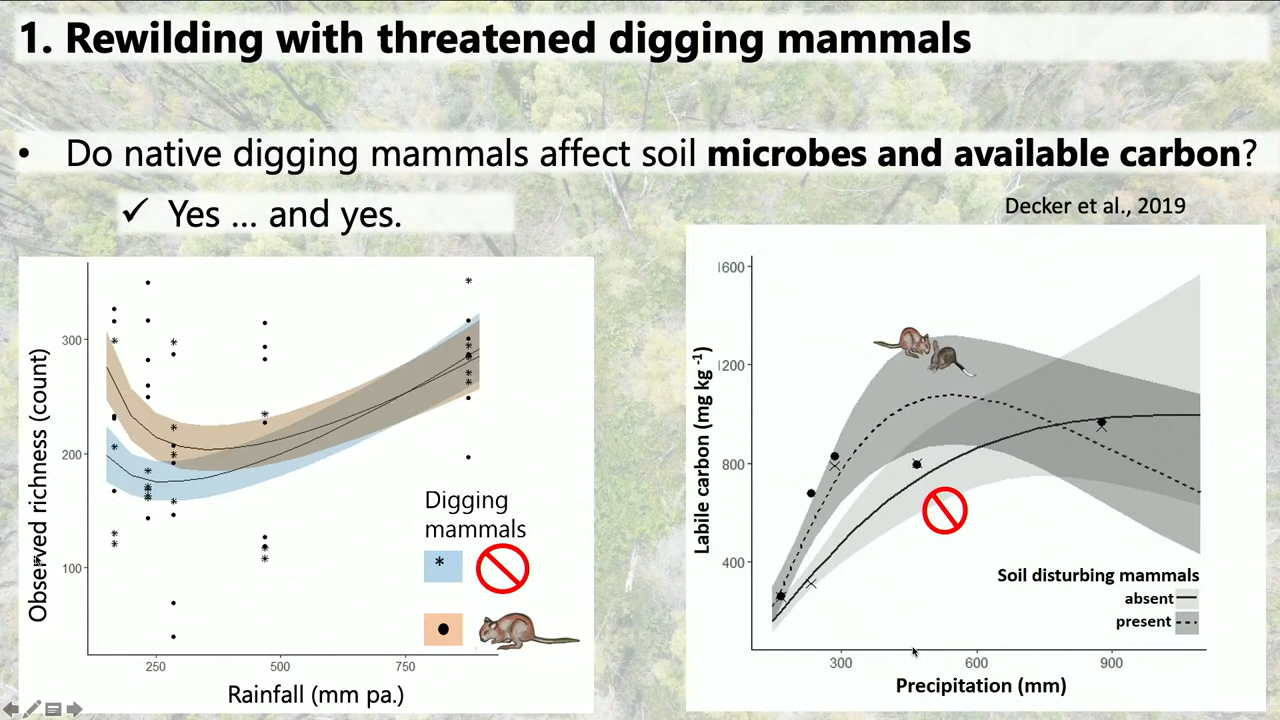 1. Rewilding with threatened digging mammals
• Do native digging mammals affect soil microbes and available carbon?
✓ Yes ... and yes.
Decker et al., 2019
Observed richness (count)
300
200
100
250
500
750
Rainfall (mm pa.)
Digging
mammals
*
Labile carbon (mg kg⁻¹)
1600
1200
800
400
300
600
900
Precipitation (mm)
Soil disturbing mammals
absent
present